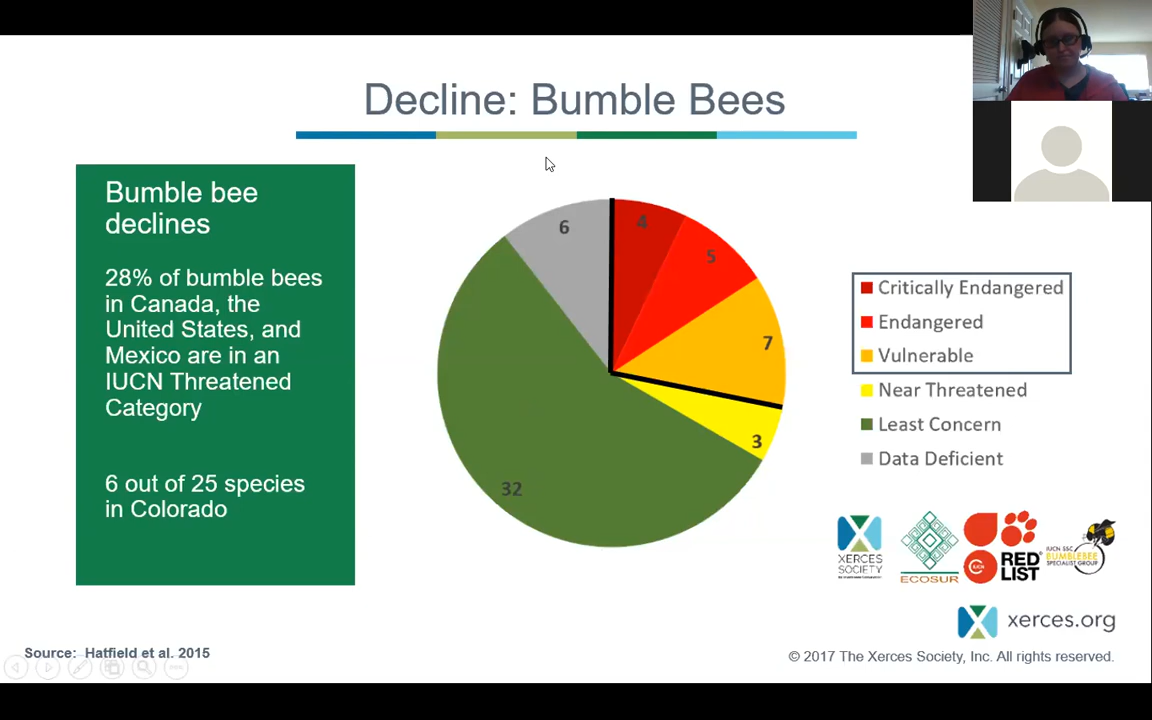 Decline: Bumble Bees
Bumble bee
declines
28% of bumble bees
in Canada, the
United States, and
Mexico are in an
IUCN Threatened
Category
6 out of 25 species
in Colorado
6
4
5
7
3
32
Critically Endangered
Endangered
Vulnerable
Near Threatened
Least Concern
Data Deficient
XERCES
SOCIETY
ECOSUR
IUCN
RED
LIST
IUCN SSC
BUMBLEBEE
SPECIALIST GROUP
xerces.org
Source: Hatfield et al. 2015
© 2017 The Xerces Society, Inc. All rights reserved.